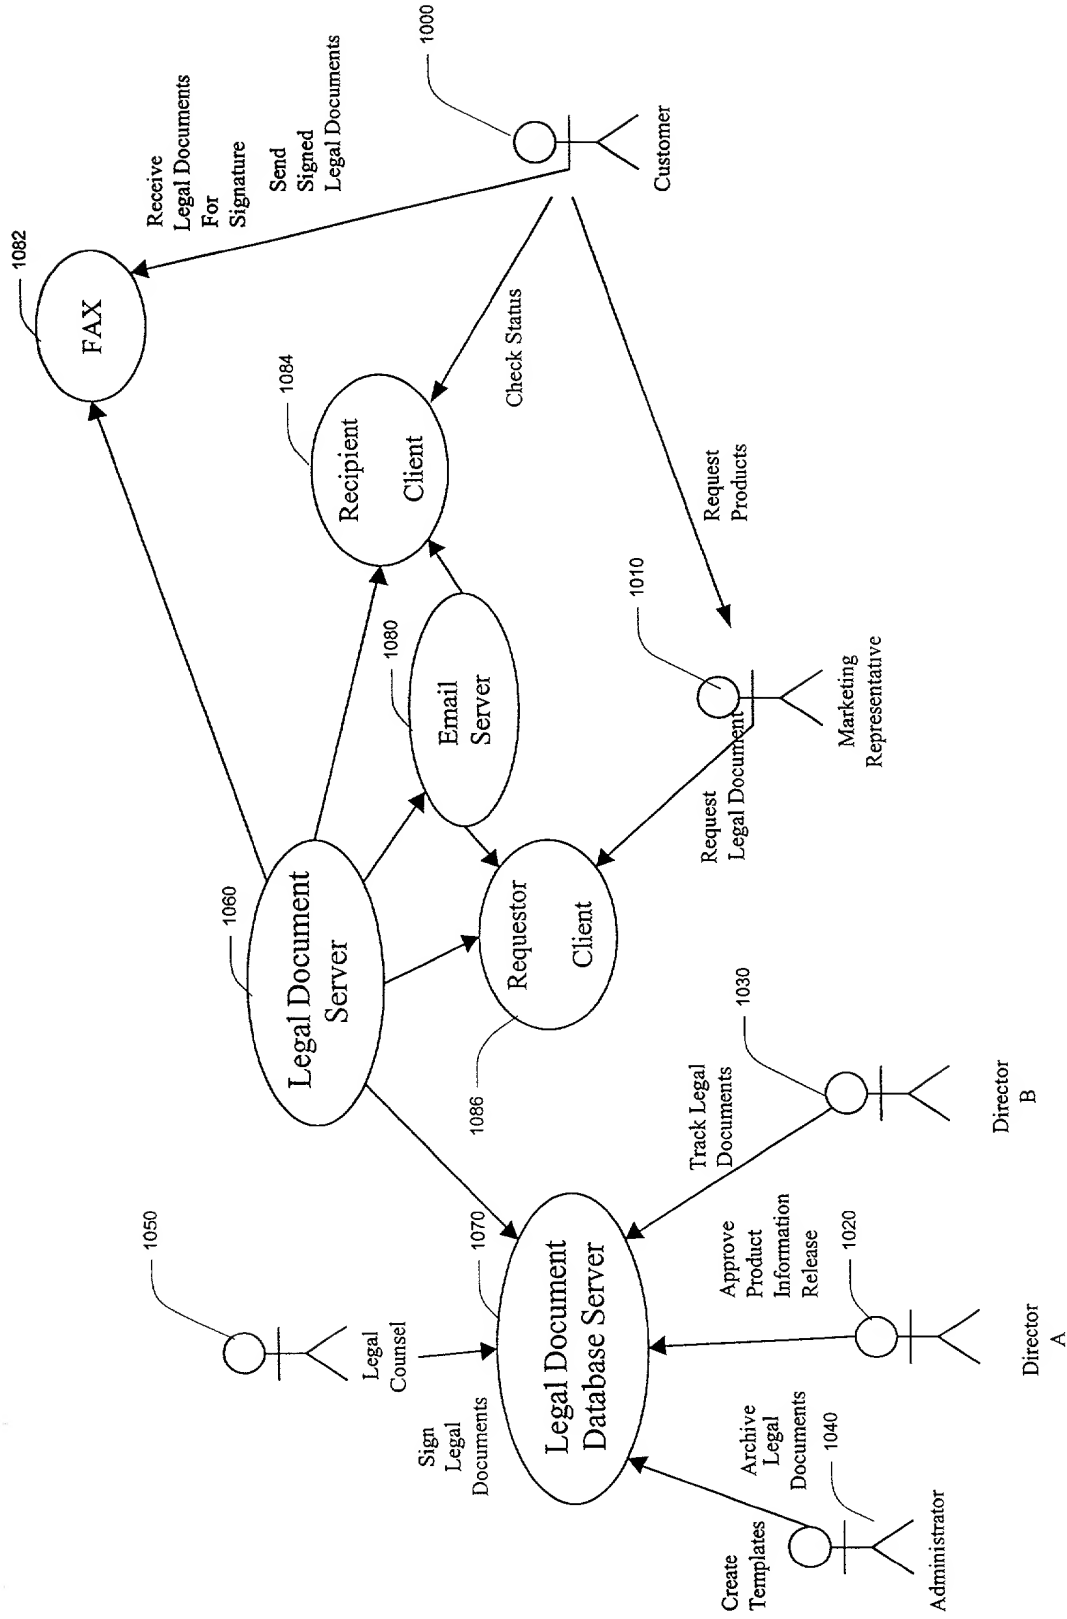 1082
FAX
Receive
Legal Documents
For
Signature
Send
Signed
Legal Documents
1000
Customer
1084
Recipient
Client
Check Status
Request
Products
1080
Email
Server
1010
Marketing
Representative
Request
Legal Document
1060
Legal Document
Server
Requestor
Client
1086
1030
Track Legal
Documents
Director
B
1050
Legal
Counsel
Sign
Legal
Documents
1070
Legal Document
Database Server
Approve
Product
Information
Release
1020
Director
A
Archive
Legal
Documents
1040
Create
Templates
Administrator